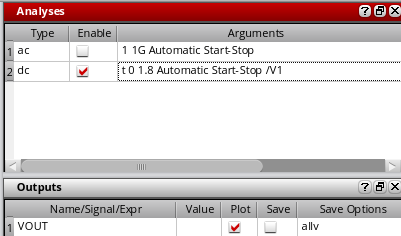 Analyses
Type Enable Arguments
1 ac 1 1G Automatic Start-Stop
2 dc t 0 1.8 Automatic Start-Stop /V1
Outputs
Name/Signal/Expr Value Plot Save Save Options
1 VOUT allv